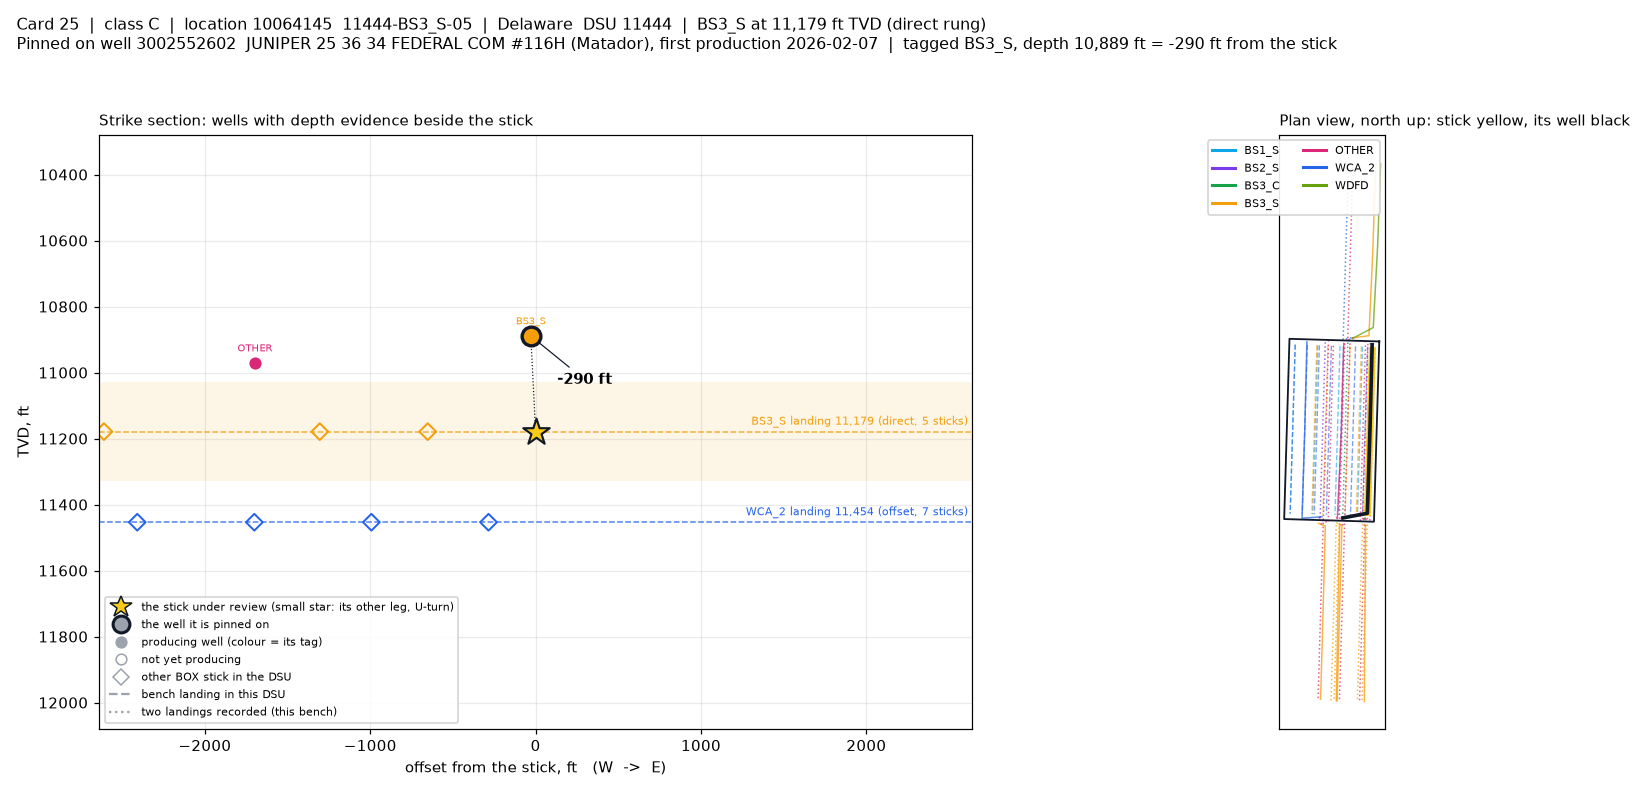 Card 25  |  class C  |  location 10064145  11444-BS3_S-05  |  Delaware  DSU 11444  |  BS3_S at 11,179 ft TVD (direct rung)
Pinned on well 3002552602  JUNIPER 25 36 34 FEDERAL COM #116H (Matador), first production 2026-02-07  |  tagged BS3_S, depth 10,889 ft = -290 ft from the stick
Strike section: wells with depth evidence beside the stick
10400
10600
10800
11000
11200
11400
11600
11800
12000
TVD, ft
BS3_S
OTHER
-290 ft
BS3_S landing 11,179 (direct, 5 sticks)
WCA_2 landing 11,454 (offset, 7 sticks)
the stick under review (small star: its other leg, U-turn)
the well it is pinned on
producing well (colour = its tag)
not yet producing
other BOX stick in the DSU
bench landing in this DSU
two landings recorded (this bench)
−2000
−1000
0
1000
2000
offset from the stick, ft   (W  ->  E)
Plan view, north up: stick yellow, its well black
BS1_S
BS2_S
BS3_C
BS3_S
OTHER
WCA_2
WDFD